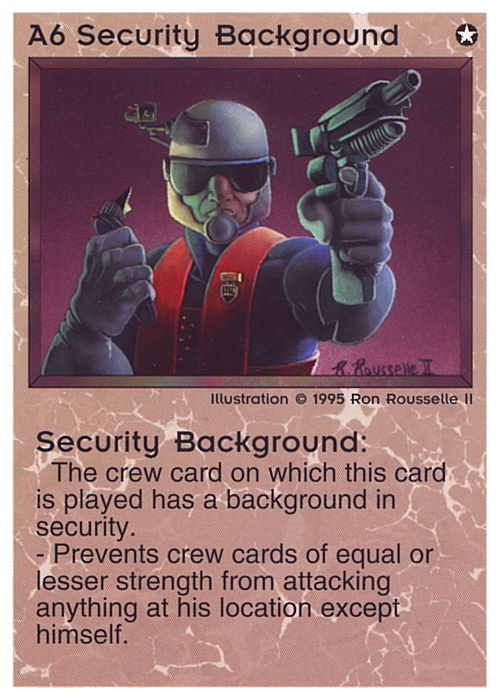 A6 Security Background
R. Rousselle II
Illustration © 1995 Ron Rousselle II
Security Background:
The crew card on which this card
is played has a background in
security.
- Prevents crew cards of equal or
lesser strength from attacking
anything at his location except
himself.